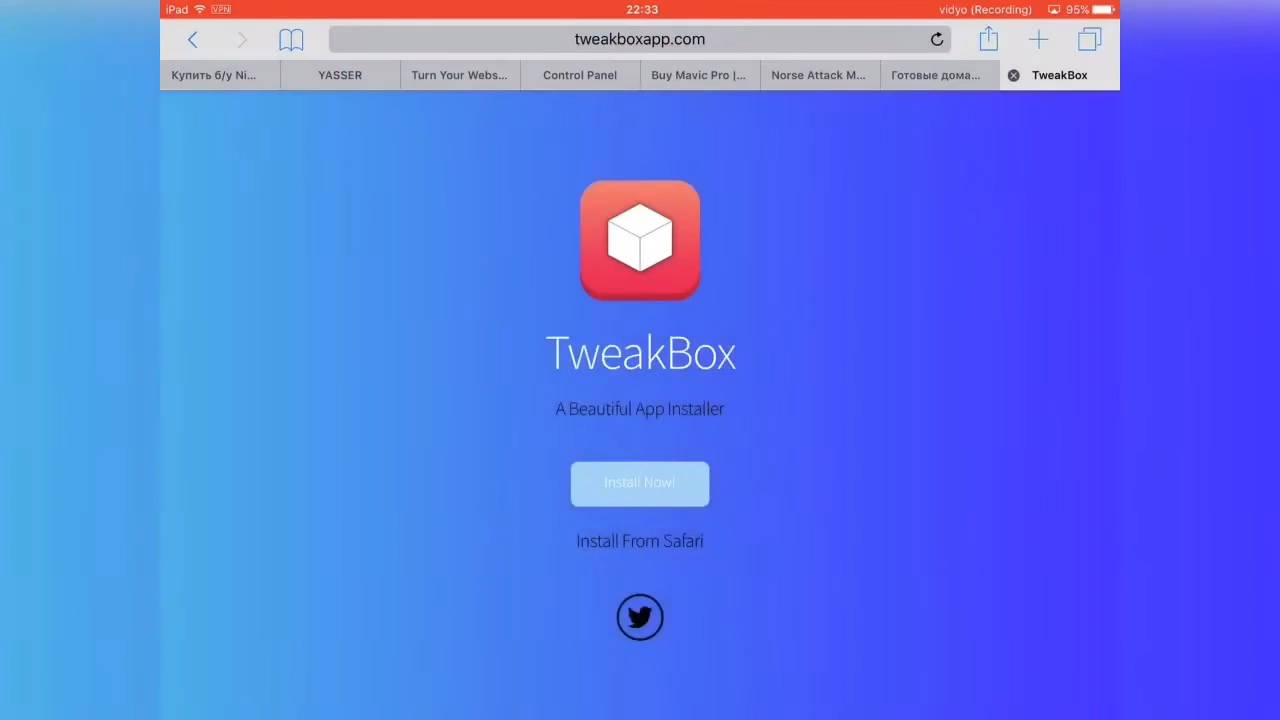 iPad VPN 22:33 vidyo (Recording) 95%
tweakboxapp.com
Купить б/у Ni... YASSER Turn Your Webs... Control Panel Buy Mavic Pro |... Norse Attack M... Готовые дома... TweakBox
TweakBox
A Beautiful App Installer
Install Now!
Install From Safari